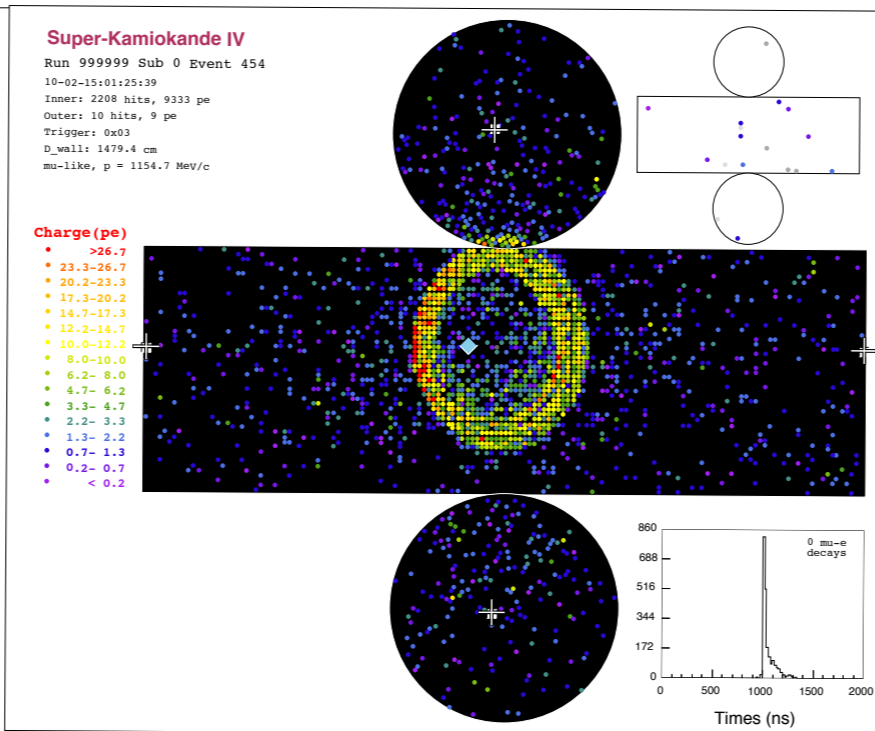 Super-Kamiokande IV
Run 999999 Sub 0 Event 454
10-02-15:01:25:39
Inner: 2208 hits, 9333 pe
Outer: 10 hits, 9 pe
Trigger: 0x03
D_wall: 1479.4 cm
mu-like, p = 1154.7 MeV/c
Charge(pe)
>26.7
23.3-26.7
20.2-23.3
17.3-20.2
14.7-17.3
12.2-14.7
10.0-12.2
8.0-10.0
6.2- 8.0
4.7- 6.2
3.3- 4.7
2.2- 3.3
1.3- 2.2
0.7- 1.3
0.2- 0.7
< 0.2
860
688
516
344
172
0
0 mu-e
decays
0 500 1000 1500 2000
Times (ns)